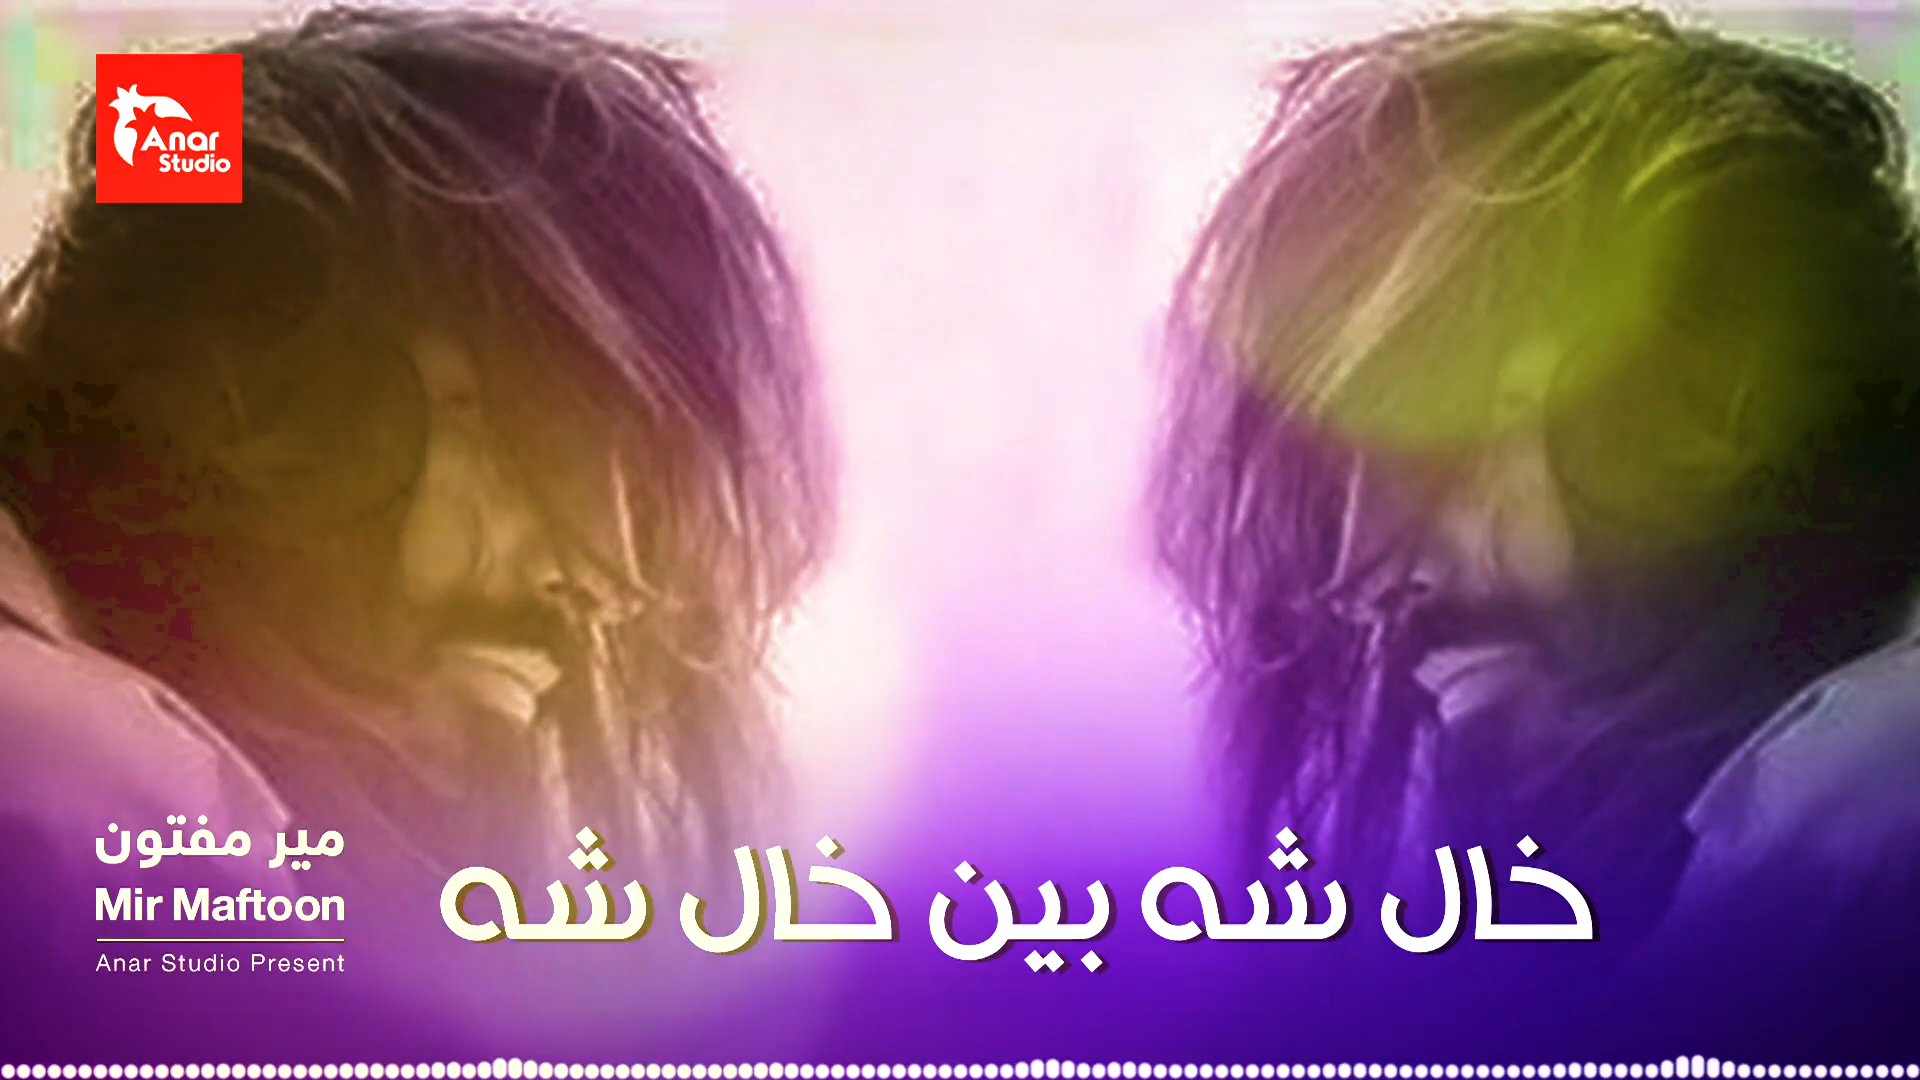 Anar
Studio
میر مفتون
Mir Maftoon
Anar Studio Present
خال شه بین خال شه